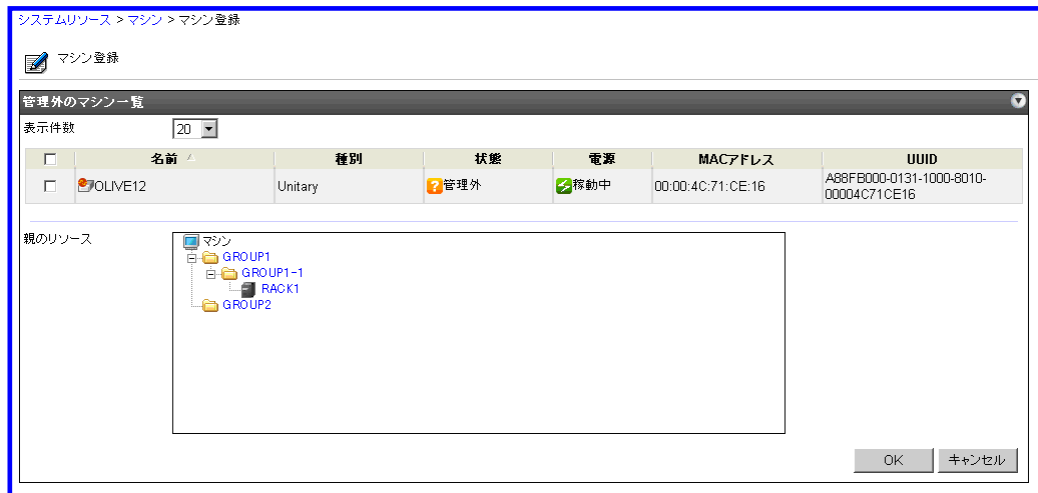 システムリソース > マシン > マシン登録
マシン登録
管理外のマシン一覧
表示件数 20
名前 種別 状態 電源 MACアドレス UUID
OLIVE12 Unitary 管理外 稼動中 00:00:4C:71:CE:16 A88FB000-0131-1000-8010-
00004C71CE16
親のリソース
マシン
GROUP1
GROUP1-1
RACK1
GROUP2
OK キャンセル